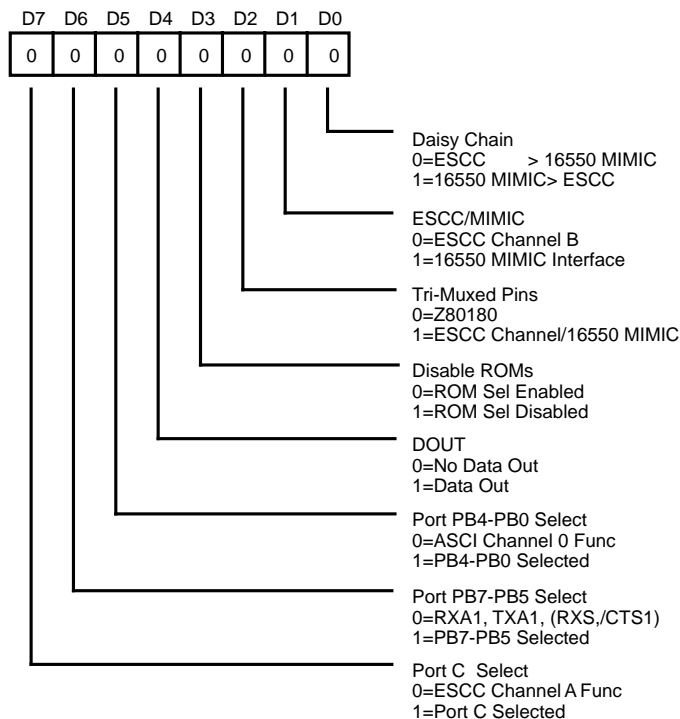 D7 D6 D5 D4 D3 D2 D1 D0
0 0 0 0 0 0 0 0
Daisy Chain
0=ESCC > 16550 MIMIC
1=16550 MIMIC> ESCC
ESCC/MIMIC
0=ESCC Channel B
1=16550 MIMIC Interface
Tri-Muxed Pins
0=Z80180
1=ESCC Channel/16550 MIMIC
Disable ROMs
0=ROM Sel Enabled
1=ROM Sel Disabled
DOUT
0=No Data Out
1=Data Out
Port PB4-PB0 Select
0=ASCI Channel 0 Func
1=PB4-PB0 Selected
Port PB7-PB5 Select
0=RXA1, TXA1, (RXS,/CTS1)
1=PB7-PB5 Selected
Port C Select
0=ESCC Channel A Func
1=Port C Selected